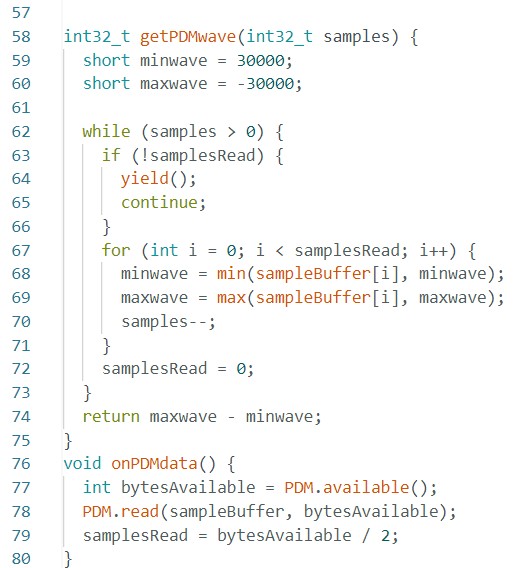 57
58 int32_t getPDMwave(int32_t samples) {
59   short minwave = 30000;
60   short maxwave = -30000;
61
62   while (samples > 0) {
63     if (!samplesRead) {
64       yield();
65       continue;
66     }
67     for (int i = 0; i < samplesRead; i++) {
68       minwave = min(sampleBuffer[i], minwave);
69       maxwave = max(sampleBuffer[i], maxwave);
70       samples--;
71     }
72     samplesRead = 0;
73   }
74   return maxwave - minwave;
75 }
76 void onPDMdata() {
77   int bytesAvailable = PDM.available();
78   PDM.read(sampleBuffer, bytesAvailable);
79   samplesRead = bytesAvailable / 2;
80 }